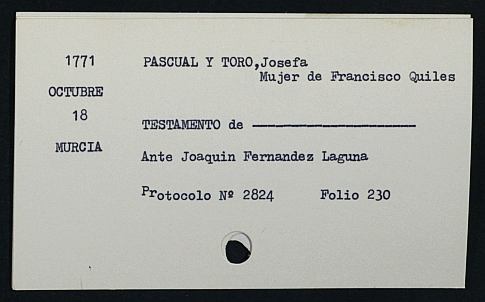 1771
OCTUBRE
18
MURCIA
PASCUAL Y TORO,Josefa
Mujer de Francisco Quiles
TESTAMENTO de ---------------------
Ante Joaquin Fernandez Laguna
Protocolo Nº 2824 Folio 230